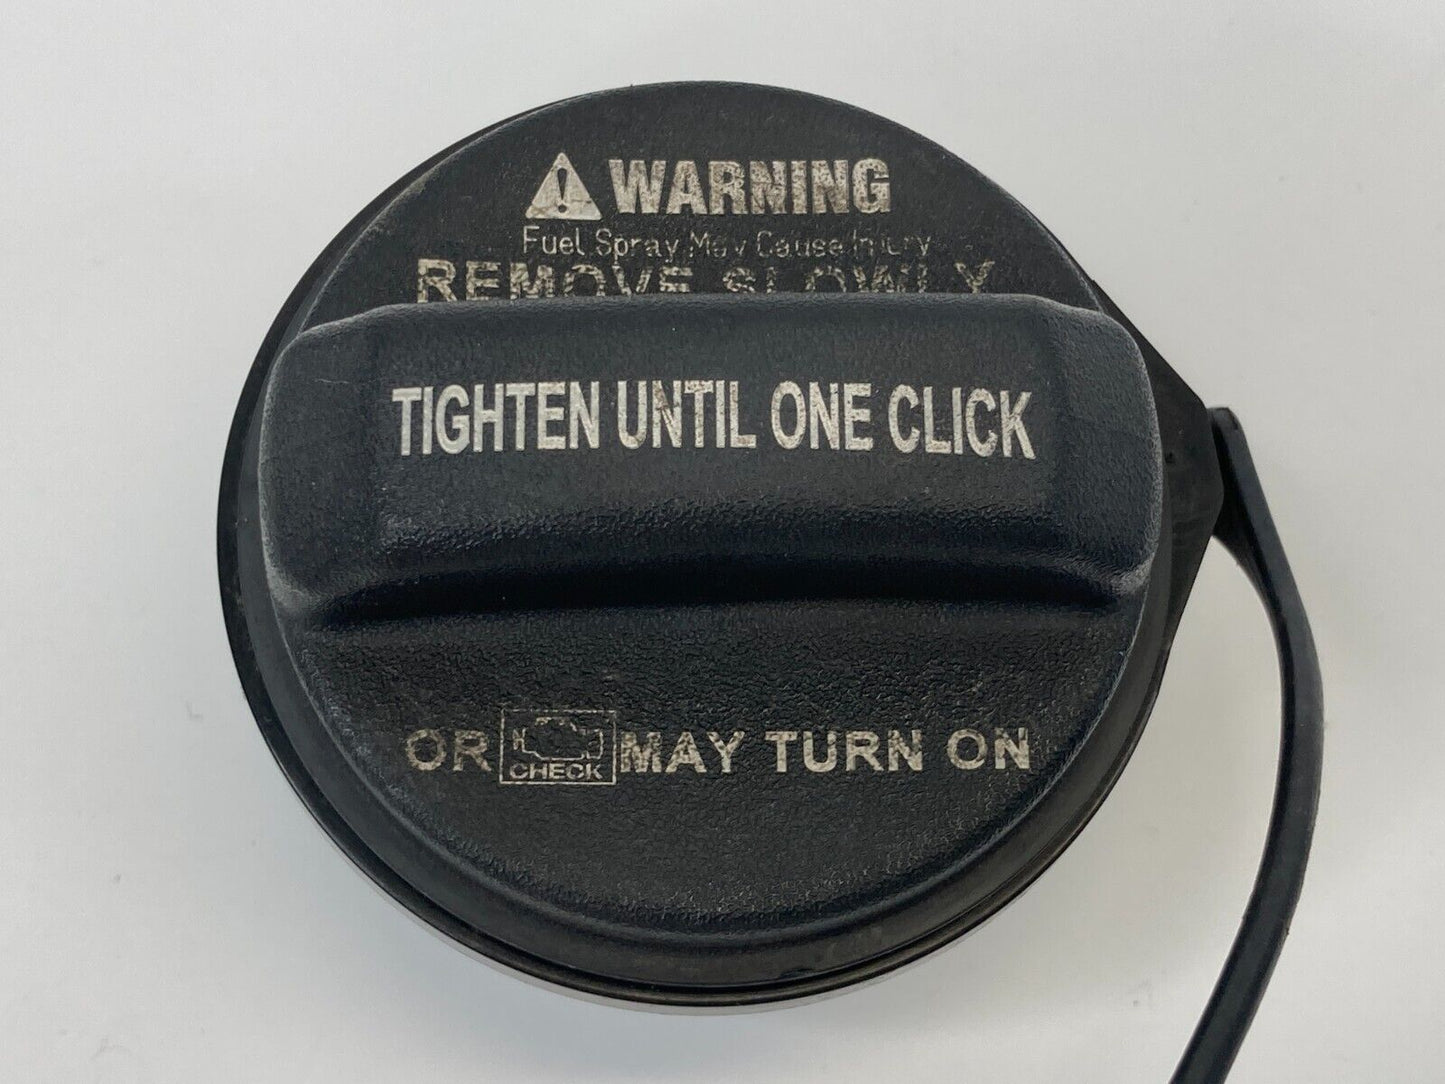 WARNING
Fuel Spray May Cause Injury
REMOVE SLOWLY
TIGHTEN UNTIL ONE CLICK
OR CHECK MAY TURN ON